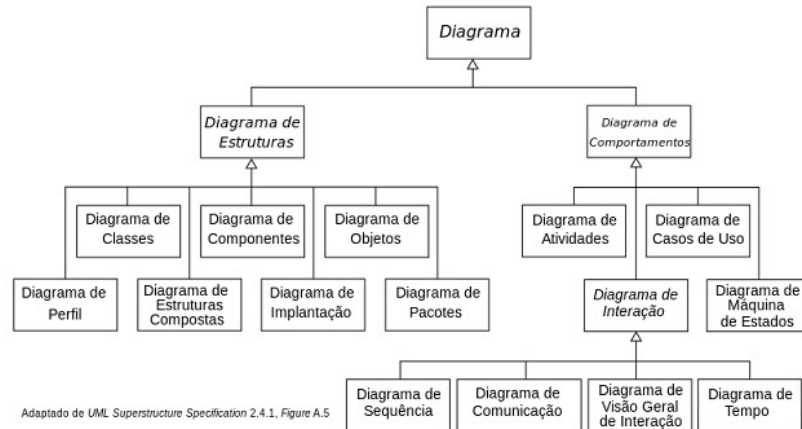 Diagrama
Diagrama de
Estruturas
Diagrama de
Comportamentos
Diagrama de
Classes
Diagrama de
Componentes
Diagrama de
Objetos
Diagrama de
Atividades
Diagrama de
Casos de Uso
Diagrama de
Perfil
Diagrama de
Estruturas
Compostas
Diagrama de
Implantação
Diagrama de
Pacotes
Diagrama de
Interação
Diagrama de
Máquina
de Estados
Diagrama de
Sequência
Diagrama de
Comunicação
Diagrama de
Visão Geral
de Interação
Diagrama de
Tempo
Adaptado de UML Superstructure Specification 2.4.1, Figure A.5